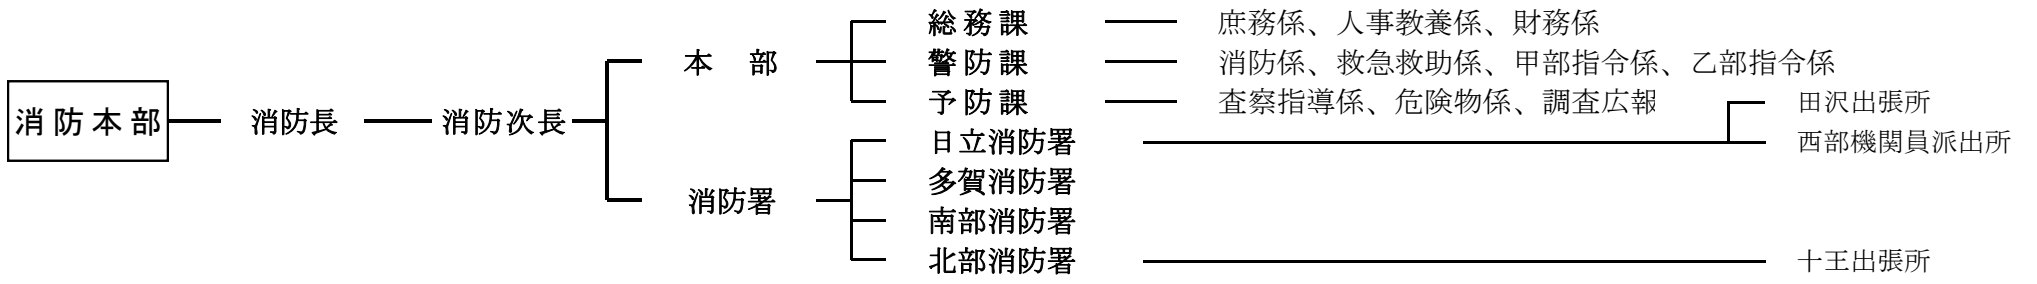 総務課 庶務係、人事教養係、財務係
本部 警防課 消防係、救急救助係、甲部指令係、乙部指令係
予防課 査察指導係、危険物係、調査広報 田沢出張所
消防本部 消防長 消防次長
日立消防署 西部機関員派出所
多賀消防署
消防署
南部消防署
北部消防署 十王出張所